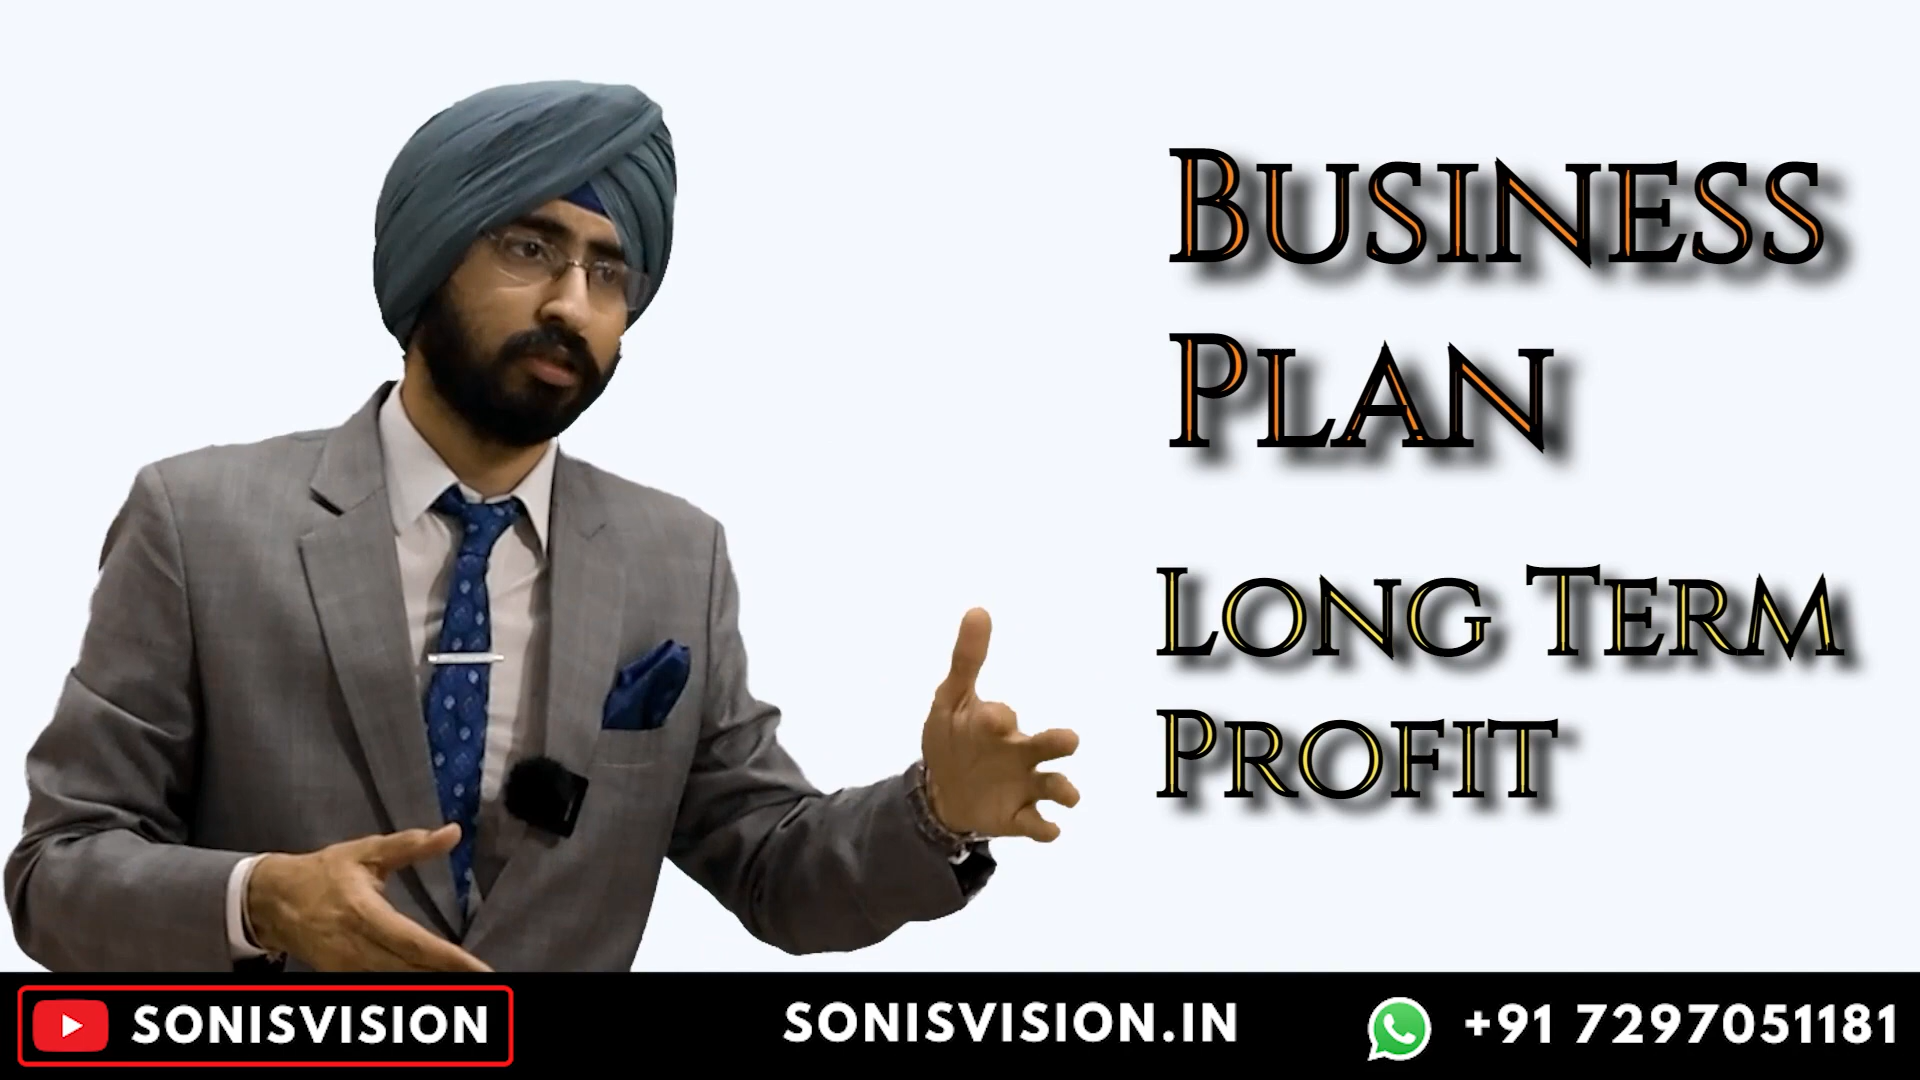 Business
Plan
Long Term
Profit
SONISVISION
SONISVISION.IN
+91 7297051181